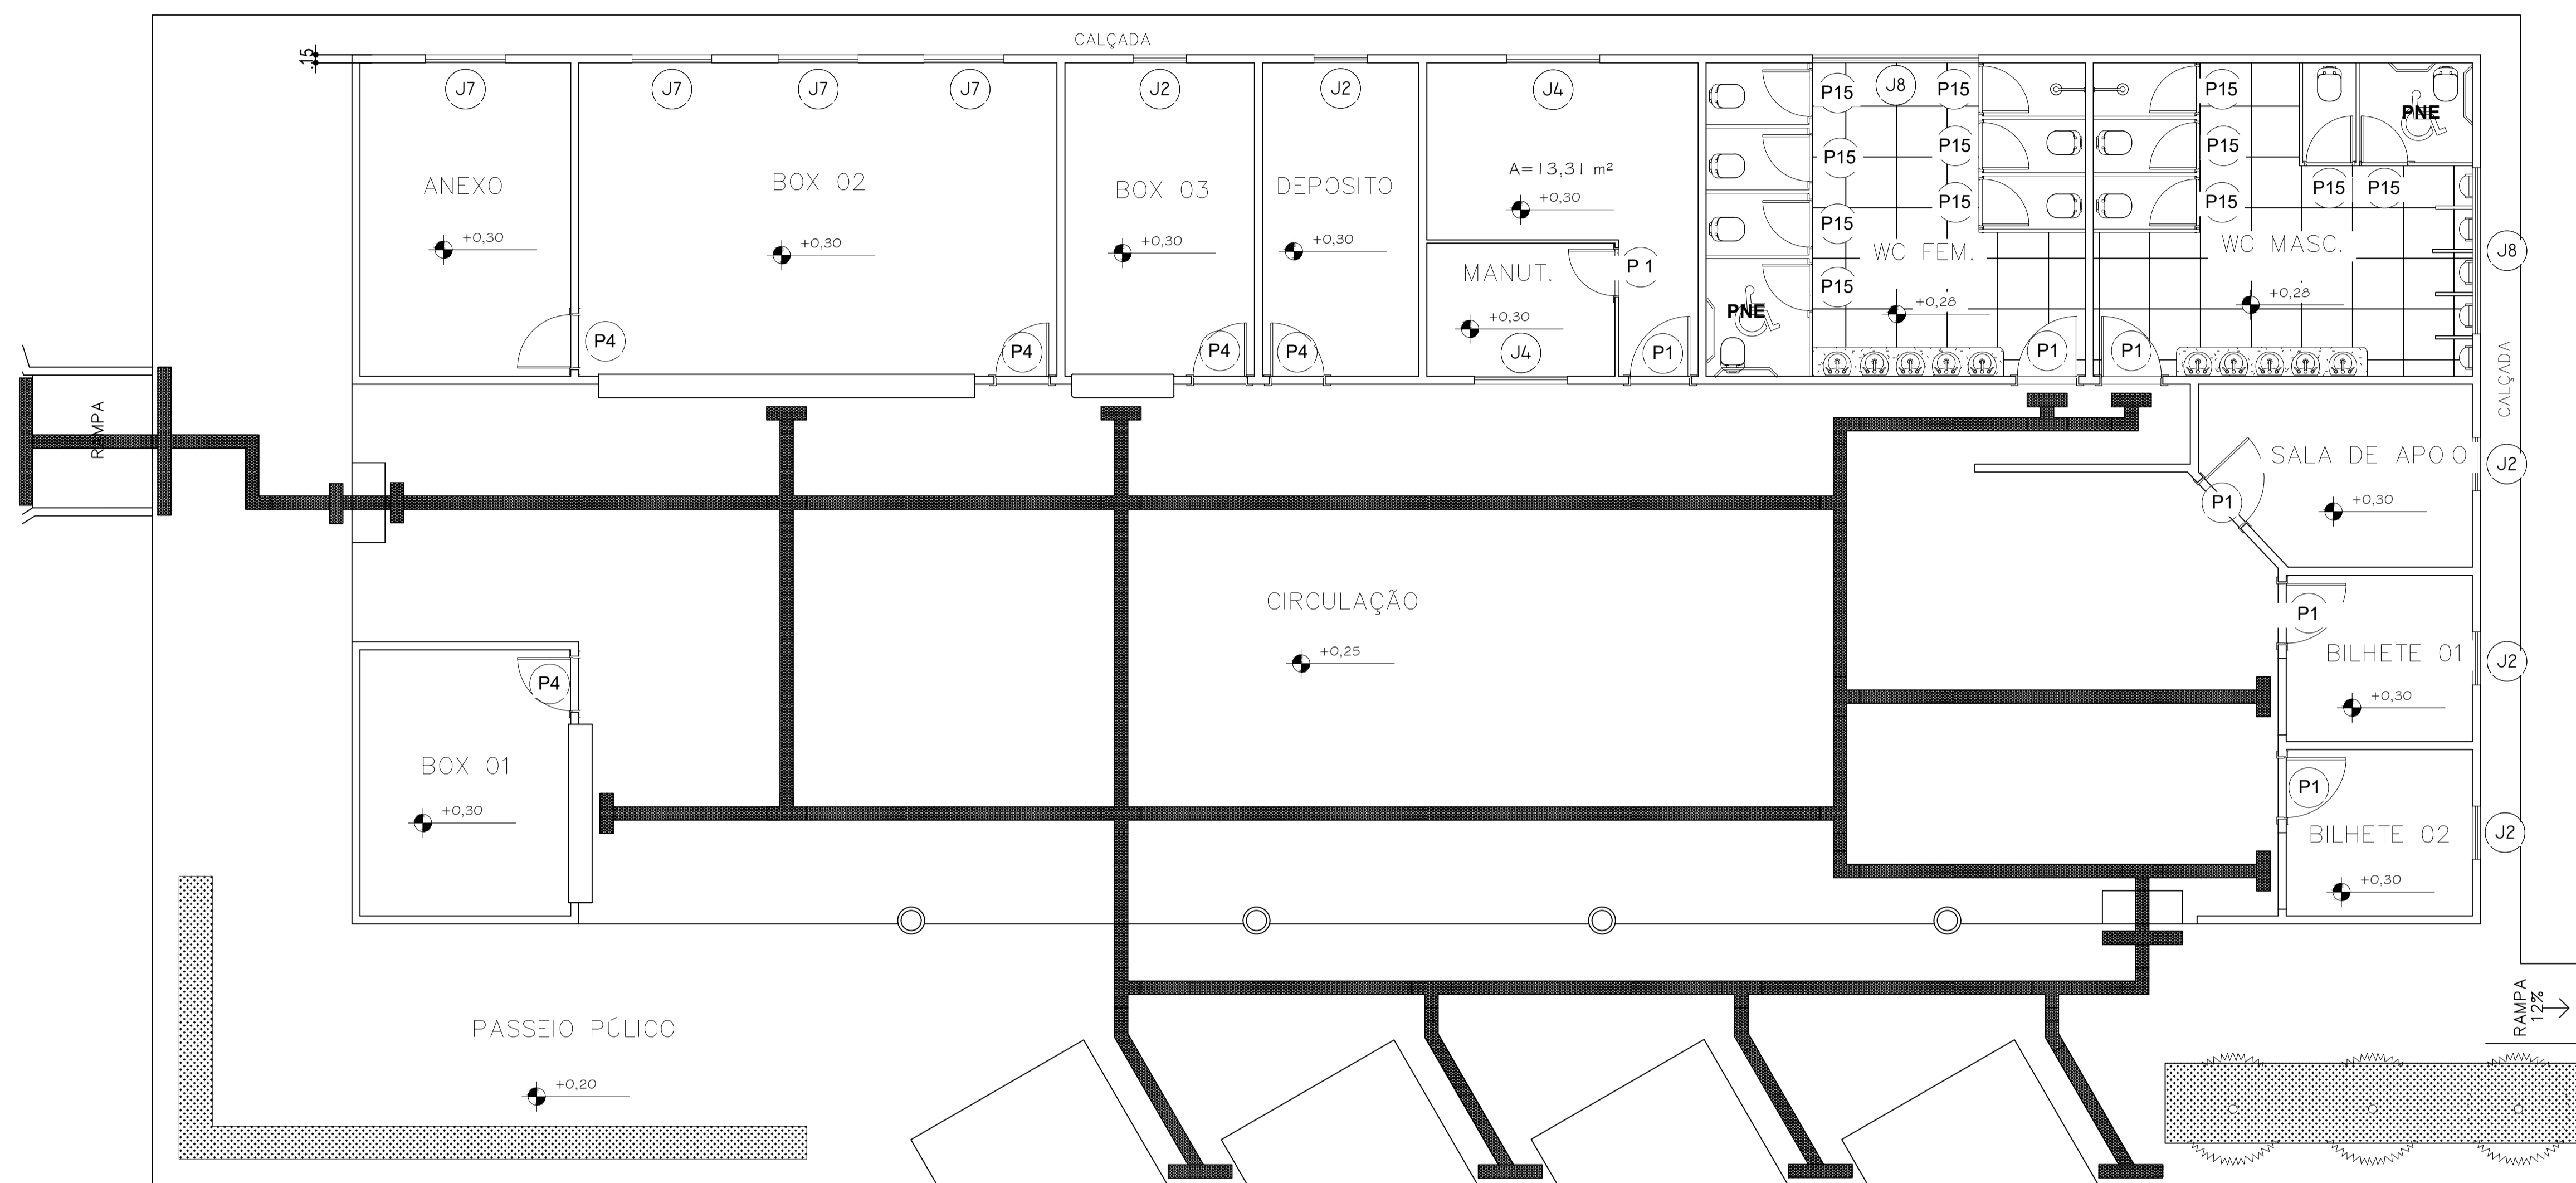 CALÇADA
.15
J7
J7
J7
J7
J2
J2
J4
P15
J8
P15
P15
PNE
P15
P15
P15
A=13,31 m²
ANEXO
BOX 02
BOX 03
DEPOSITO
P15
P15
P15
P15
+0,30
P15
WC FEM.
WC MASC.
J8
+0,30
+0,30
+0,30
+0,30
MANUT.
P 1
P15
+0,30
PNE
+0,28
+0,28
P4
P4
P4
P4
J4
P1
P1
P1
CALÇADA
RAMPA
SALA DE APOIO
J2
P1
+0,30
CIRCULAÇÃO
+0,25
P1
BILHETE 01
J2
+0,30
P4
BOX 01
+0,30
P1
BILHETE 02
J2
+0,30
PASSEIO PÚLICO
+0,20
RAMPA
12%